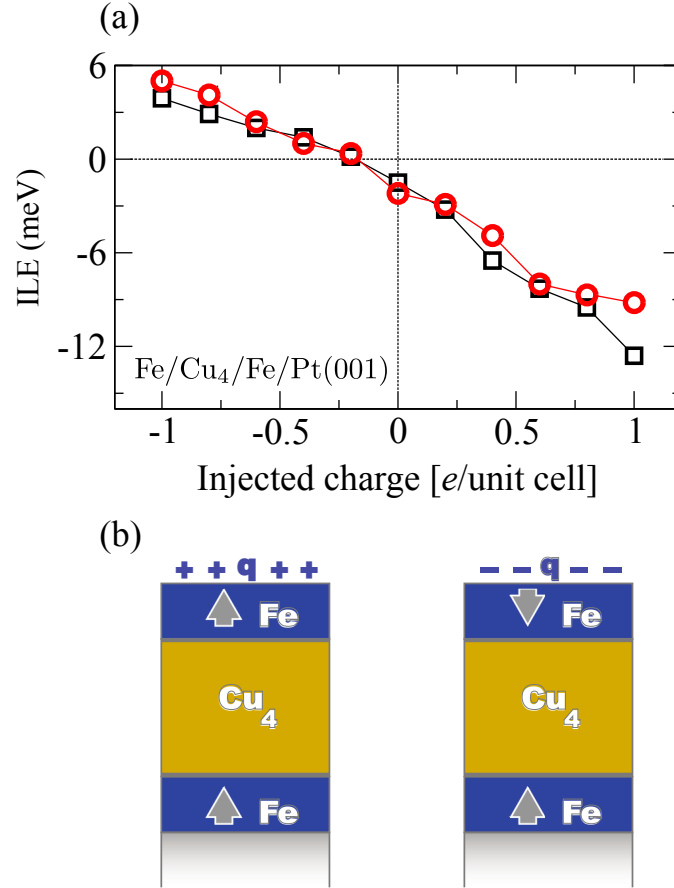 (a)
6
0
-6
-12
ILE (meV)
Fe/Cu₄/Fe/Pt(001)
-1 -0.5 0 0.5 1
Injected charge [e/unit cell]
(b)
+ + q + + − − q − −
Fe Fe
Cu₄ Cu₄
Fe Fe